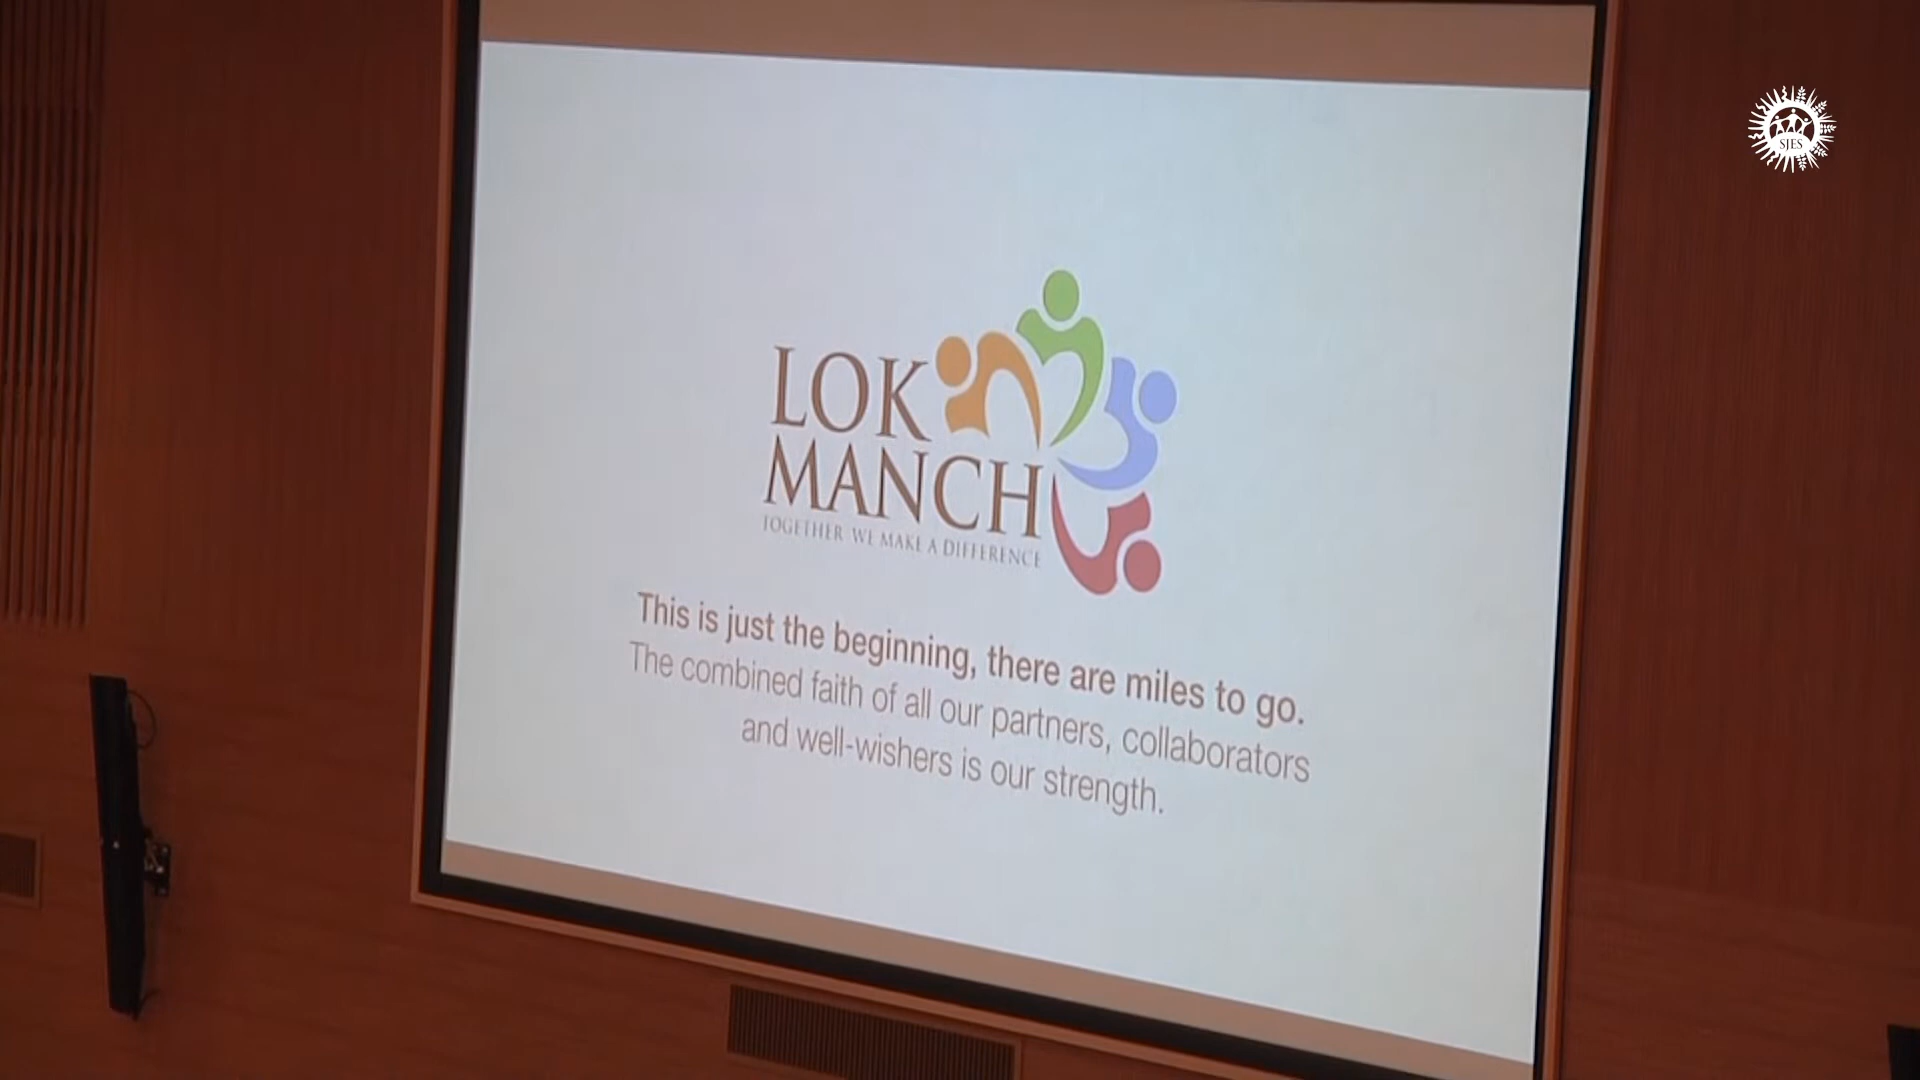 SJES
LOK
MANCH
TOGETHER WE MAKE A DIFFERENCE
This is just the beginning, there are miles to go.
The combined faith of all our partners, collaborators
and well-wishers is our strength.